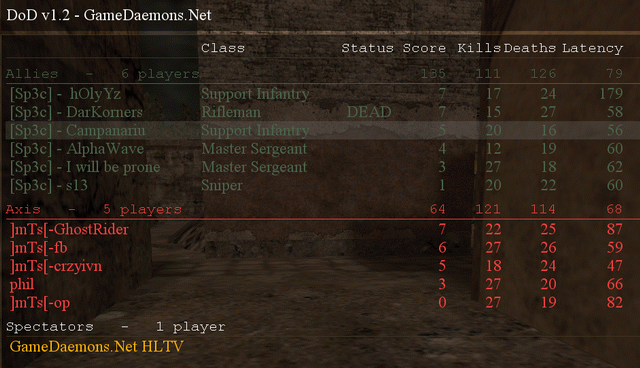 DoD v1.2 - GameDaemons.Net
Class Status Score Kills Deaths Latency
Allies - 6 players 135 111 126 79
[Sp3c] - hOlyYz Support Infantry 7 17 24 179
[Sp3c] - DarKorners Rifleman DEAD 7 15 27 58
[Sp3c] - Campanariu Support Infantry 5 20 16 56
[Sp3c] - AlphaWave Master Sergeant 4 12 19 60
[Sp3c] - I will be prone Master Sergeant 3 27 18 62
[Sp3c] - s13 Sniper 1 20 22 60
Axis - 5 players 64 121 114 68
]mTs[-GhostRider 7 22 25 87
]mTs[-fb 6 27 26 59
]mTs[-crzyivn 5 18 24 47
phil 3 27 20 66
]mTs[-op 0 27 19 82
Spectators - 1 player
GameDaemons.Net HLTV